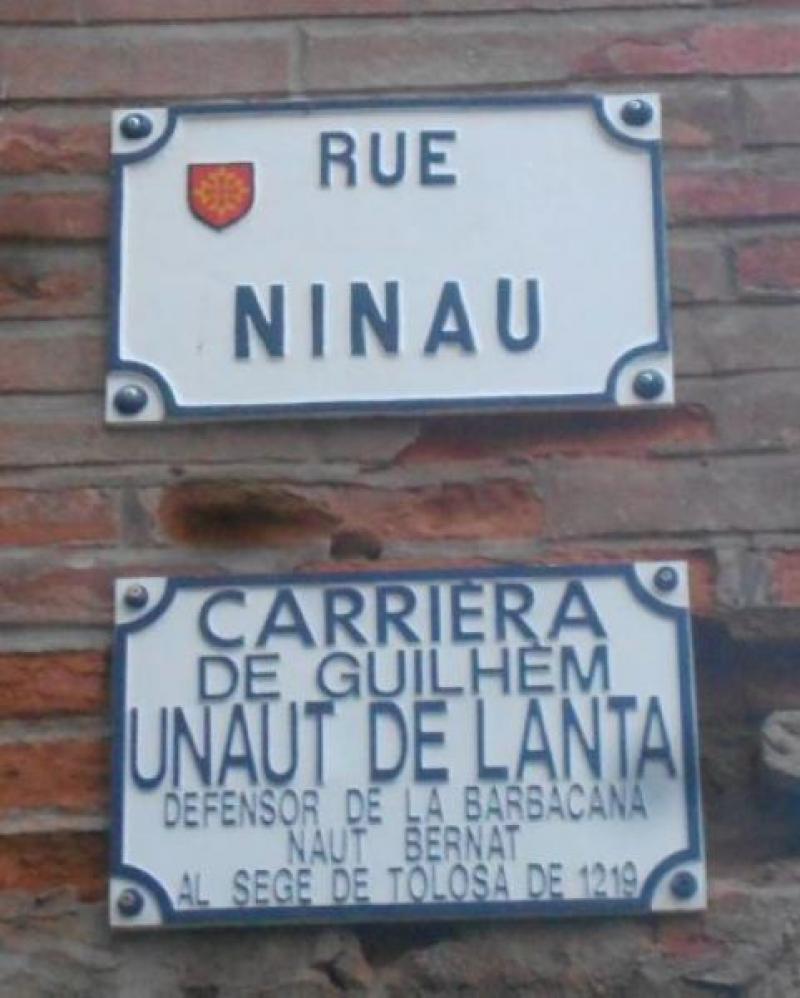 RUE
NINAU
CARRIÈRA
DE GUILHÈM
UNAUT DE LANTA
DEFENSOR DE LA BARBACANA
NAUT BERNAT
AL SEGE DE TOLOSA DE 1219